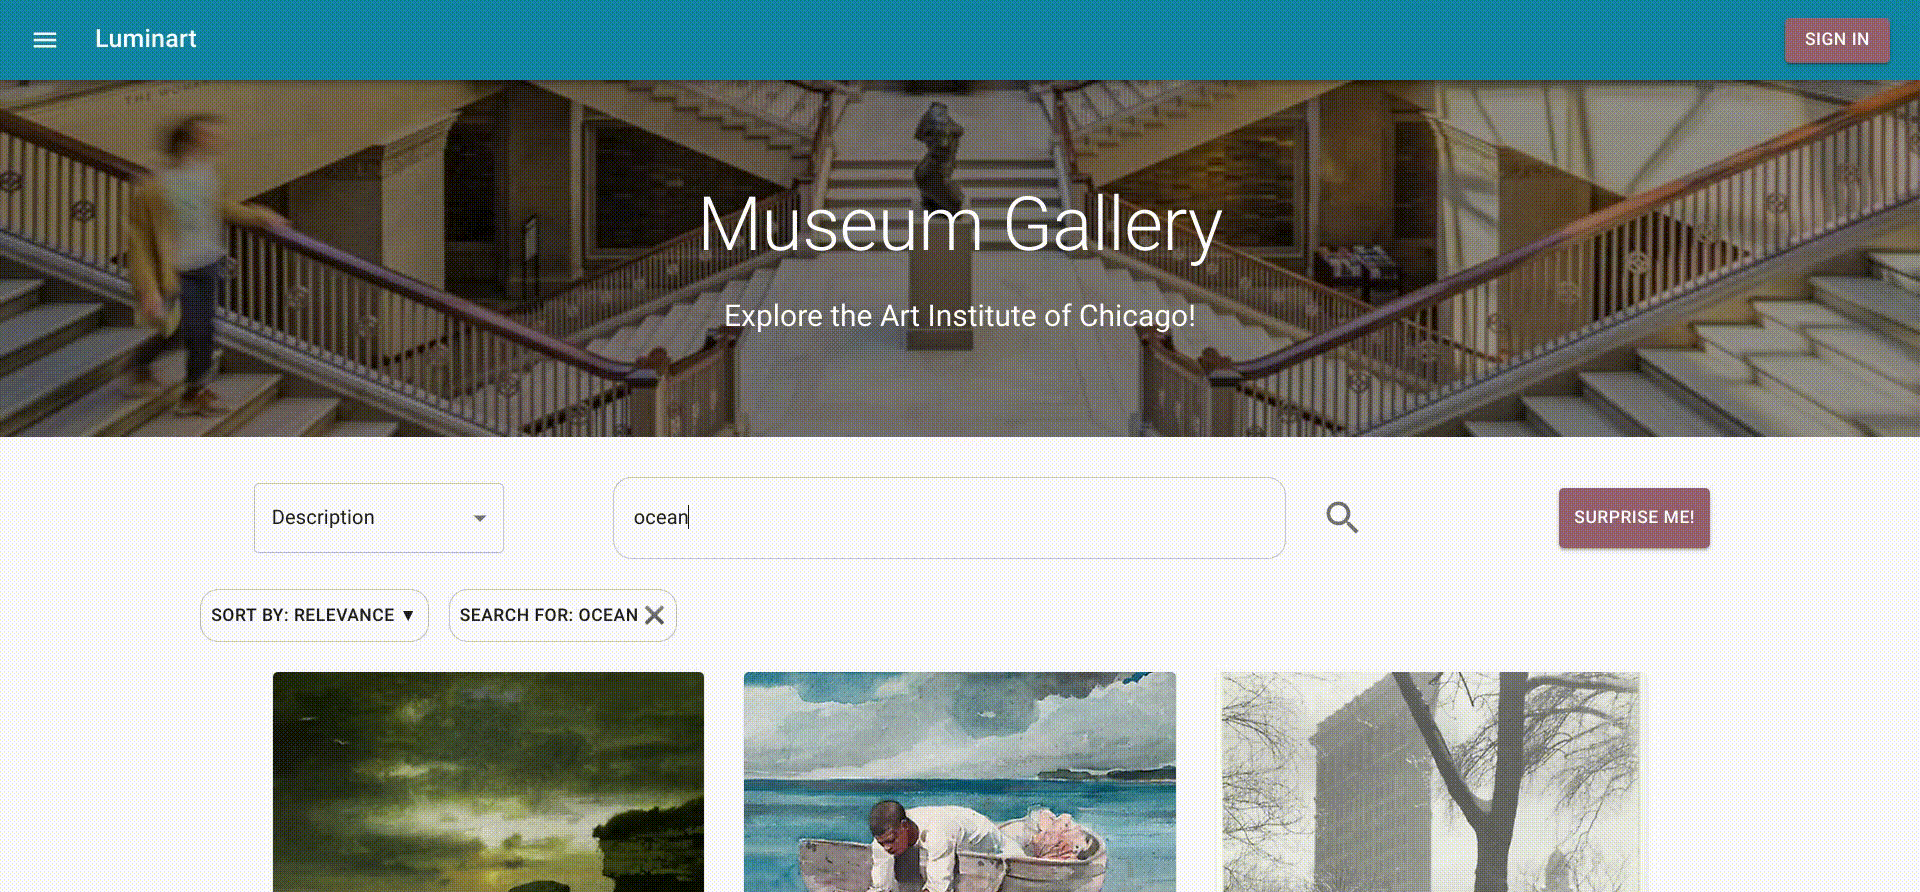 Luminart
SIGN IN
Museum Gallery
Explore the Art Institute of Chicago!
Description
ocean
SURPRISE ME!
SORT BY: RELEVANCE ▼
SEARCH FOR: OCEAN